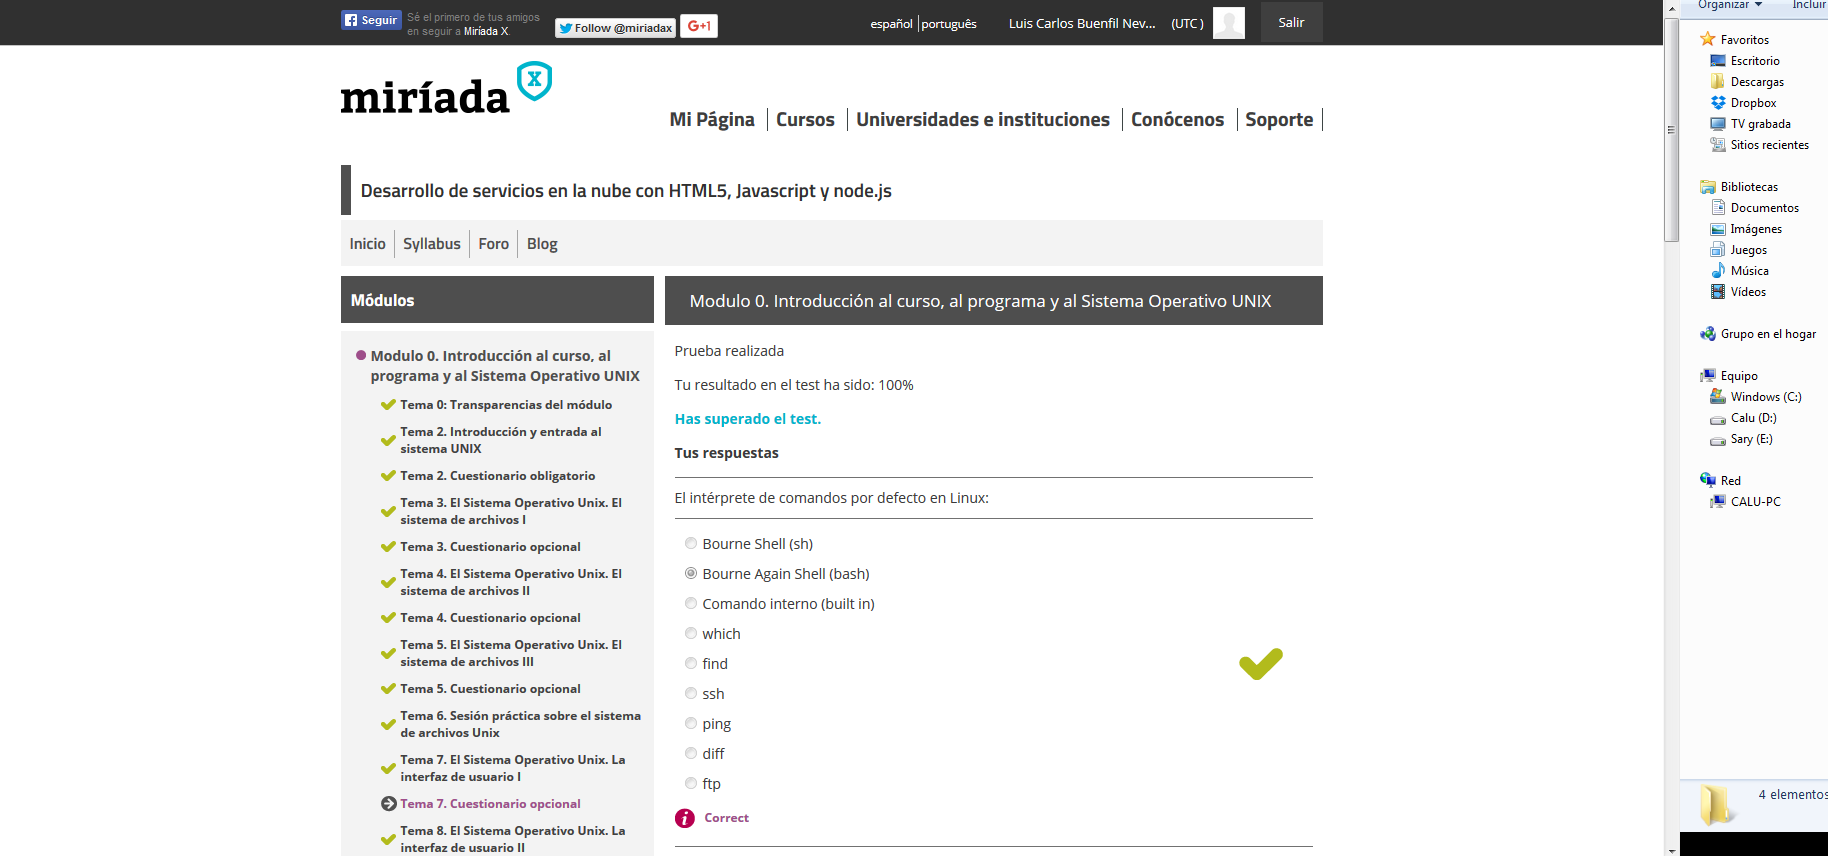 Seguir
Sé el primero de tus amigos
en seguir a Miríada X.
Follow @miriadax
G+1
español
português
Luis Carlos Buenfil Nev...
(UTC )
Salir
miríada X
Mi Página
Cursos
Universidades e instituciones
Conócenos
Soporte
Desarrollo de servicios en la nube con HTML5, Javascript y node.js
Inicio
Syllabus
Foro
Blog
Módulos
Modulo 0. Introducción al curso, al
programa y al Sistema Operativo UNIX
Tema 0: Transparencias del módulo
Tema 2. Introducción y entrada al
sistema UNIX
Tema 2. Cuestionario obligatorio
Tema 3. El Sistema Operativo Unix. El
sistema de archivos I
Tema 3. Cuestionario opcional
Tema 4. El Sistema Operativo Unix. El
sistema de archivos II
Tema 4. Cuestionario opcional
Tema 5. El Sistema Operativo Unix. El
sistema de archivos III
Tema 5. Cuestionario opcional
Tema 6. Sesión práctica sobre el sistema
de archivos Unix
Tema 7. El Sistema Operativo Unix. La
interfaz de usuario I
Tema 7. Cuestionario opcional
Tema 8. El Sistema Operativo Unix. La
interfaz de usuario II
Modulo 0. Introducción al curso, al programa y al Sistema Operativo UNIX
Prueba realizada
Tu resultado en el test ha sido: 100%
Has superado el test.
Tus respuestas
El intérprete de comandos por defecto en Linux:
Bourne Shell (sh)
Bourne Again Shell (bash)
Comando interno (built in)
which
find
ssh
ping
diff
ftp
Correct
Organizar
Incluir
Favoritos
Escritorio
Descargas
Dropbox
TV grabada
Sitios recientes
Bibliotecas
Documentos
Imágenes
Juegos
Música
Vídeos
Grupo en el hogar
Equipo
Windows (C:)
Calu (D:)
Sary (E:)
Red
CALU-PC
4 elementos